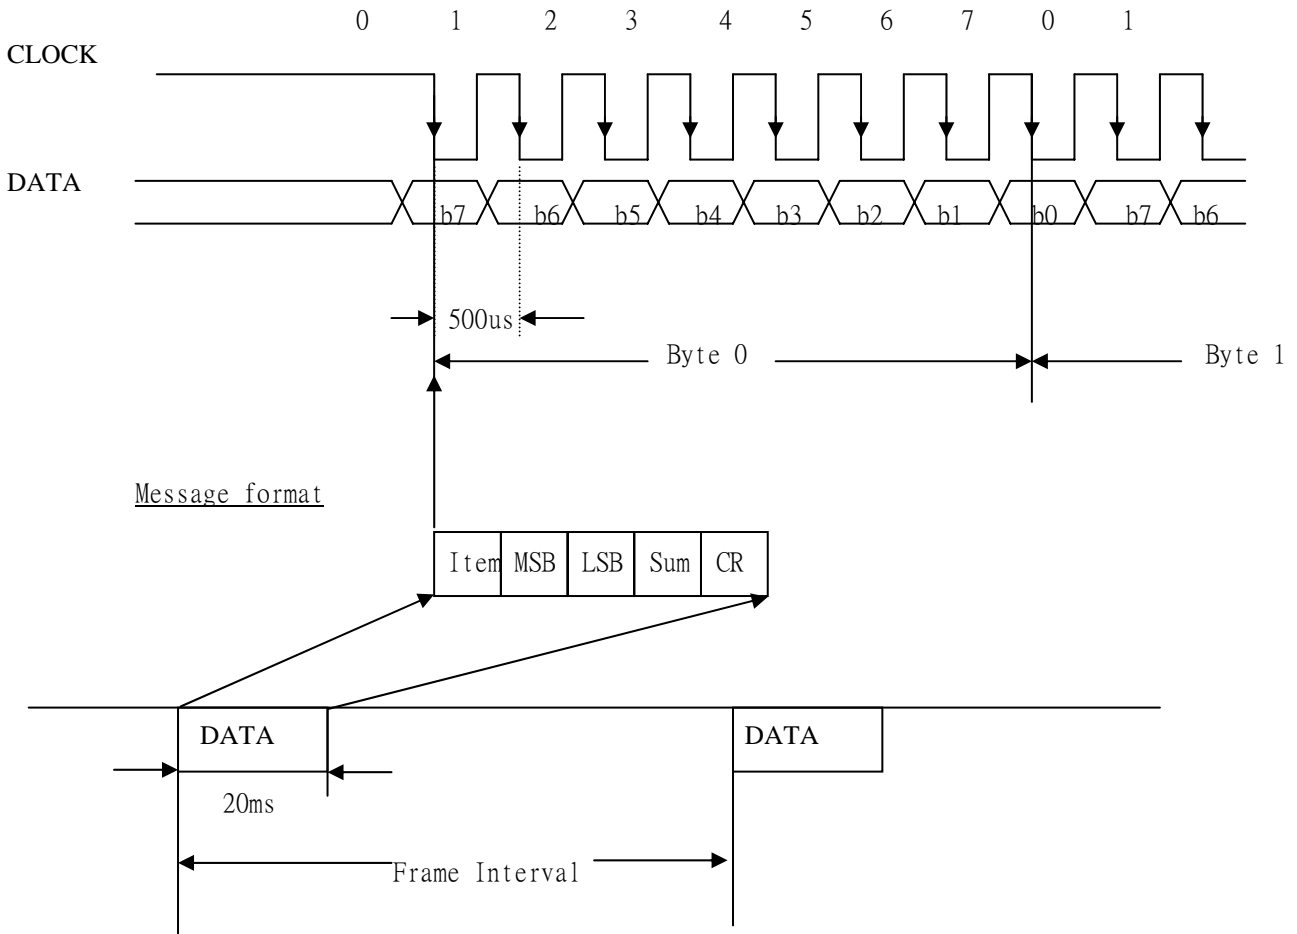 0 1 2 3 4 5 6 7 0 1
CLOCK
DATA
b7 b6 b5 b4 b3 b2 b1 b0 b7 b6
500us
Byte 0 Byte 1
Message format
Item MSB LSB Sum CR
DATA DATA
20ms
Frame Interval